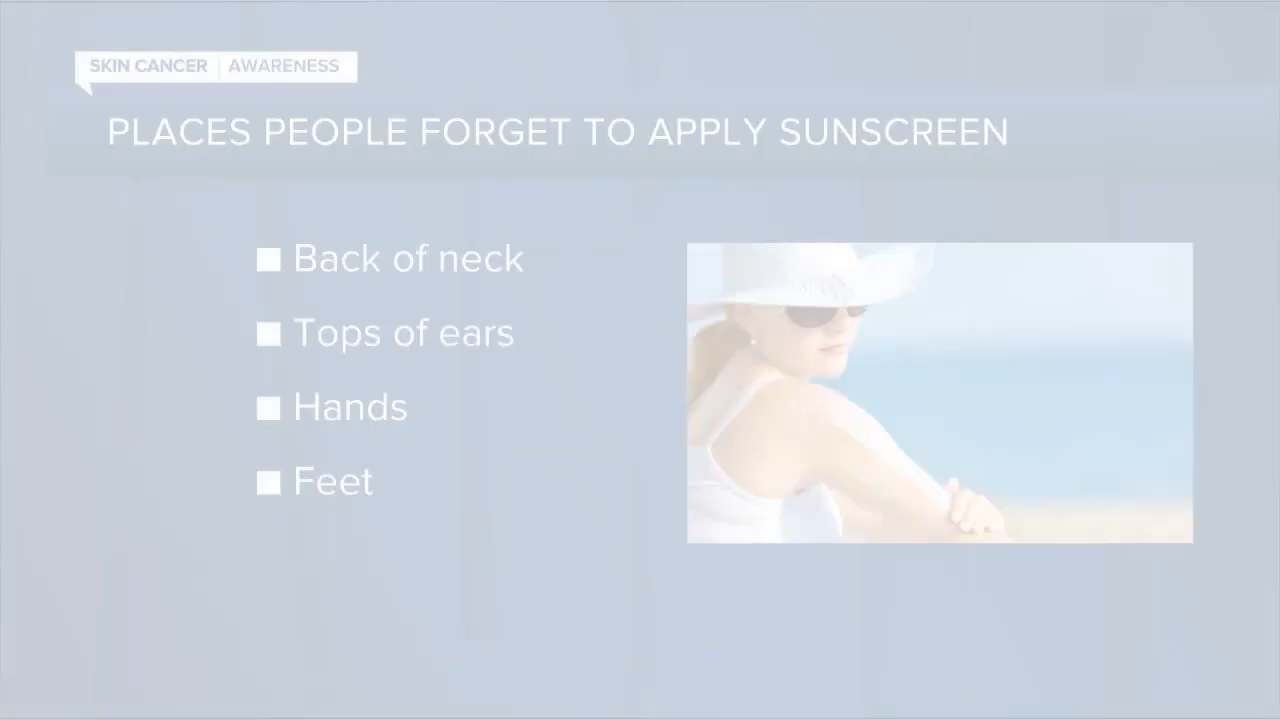 SKIN CANCER | AWARENESS
PLACES PEOPLE FORGET TO APPLY SUNSCREEN
Back of neck
Tops of ears
Hands
Feet